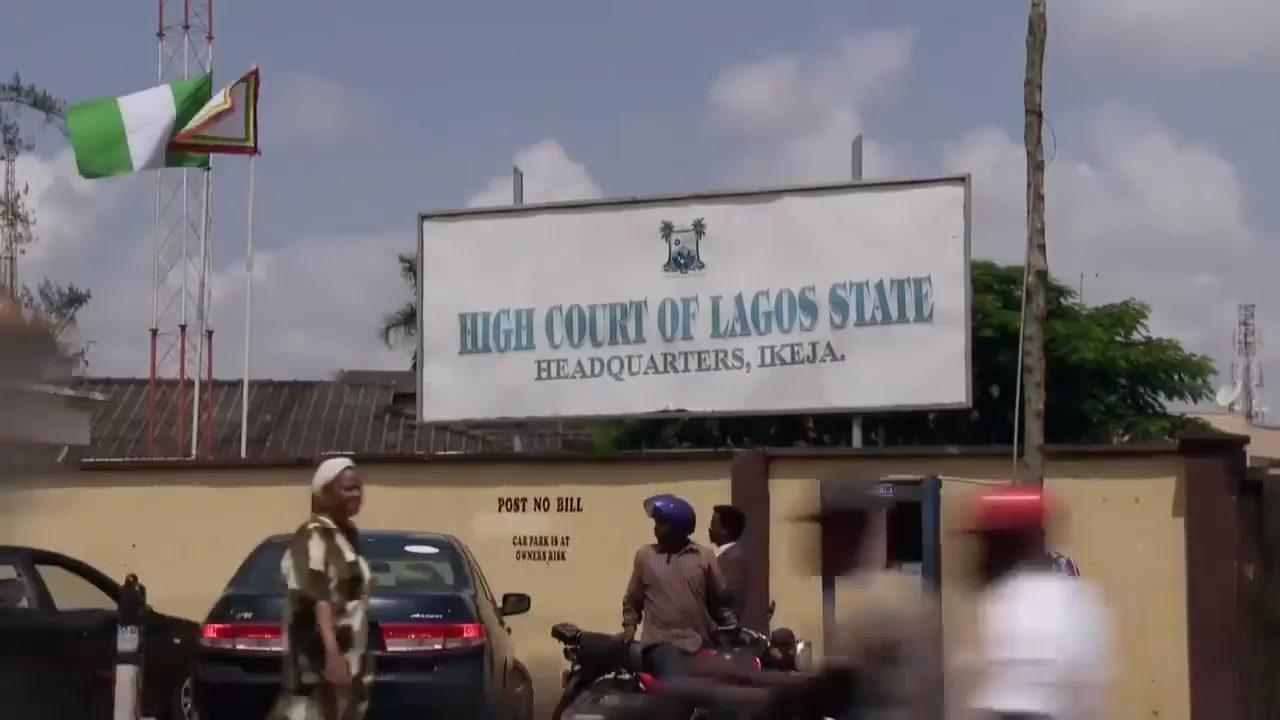 HIGH COURT OF LAGOS STATE
HEADQUARTERS, IKEJA.
POST NO BILL
CAR PARK IS AT
OWNERS RISK